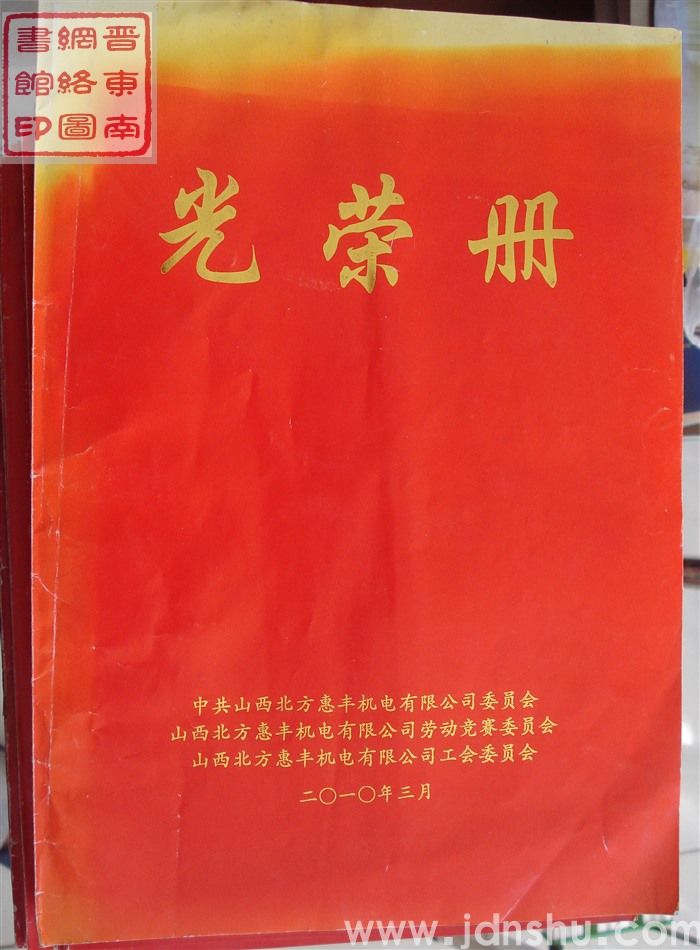 晋东南
網絡圖
書館印
光荣册
中共山西北方惠丰机电有限公司委员会
山西北方惠丰机电有限公司劳动竞赛委员会
山西北方惠丰机电有限公司工会委员会
二〇一〇年三月
www.jdnshu.com